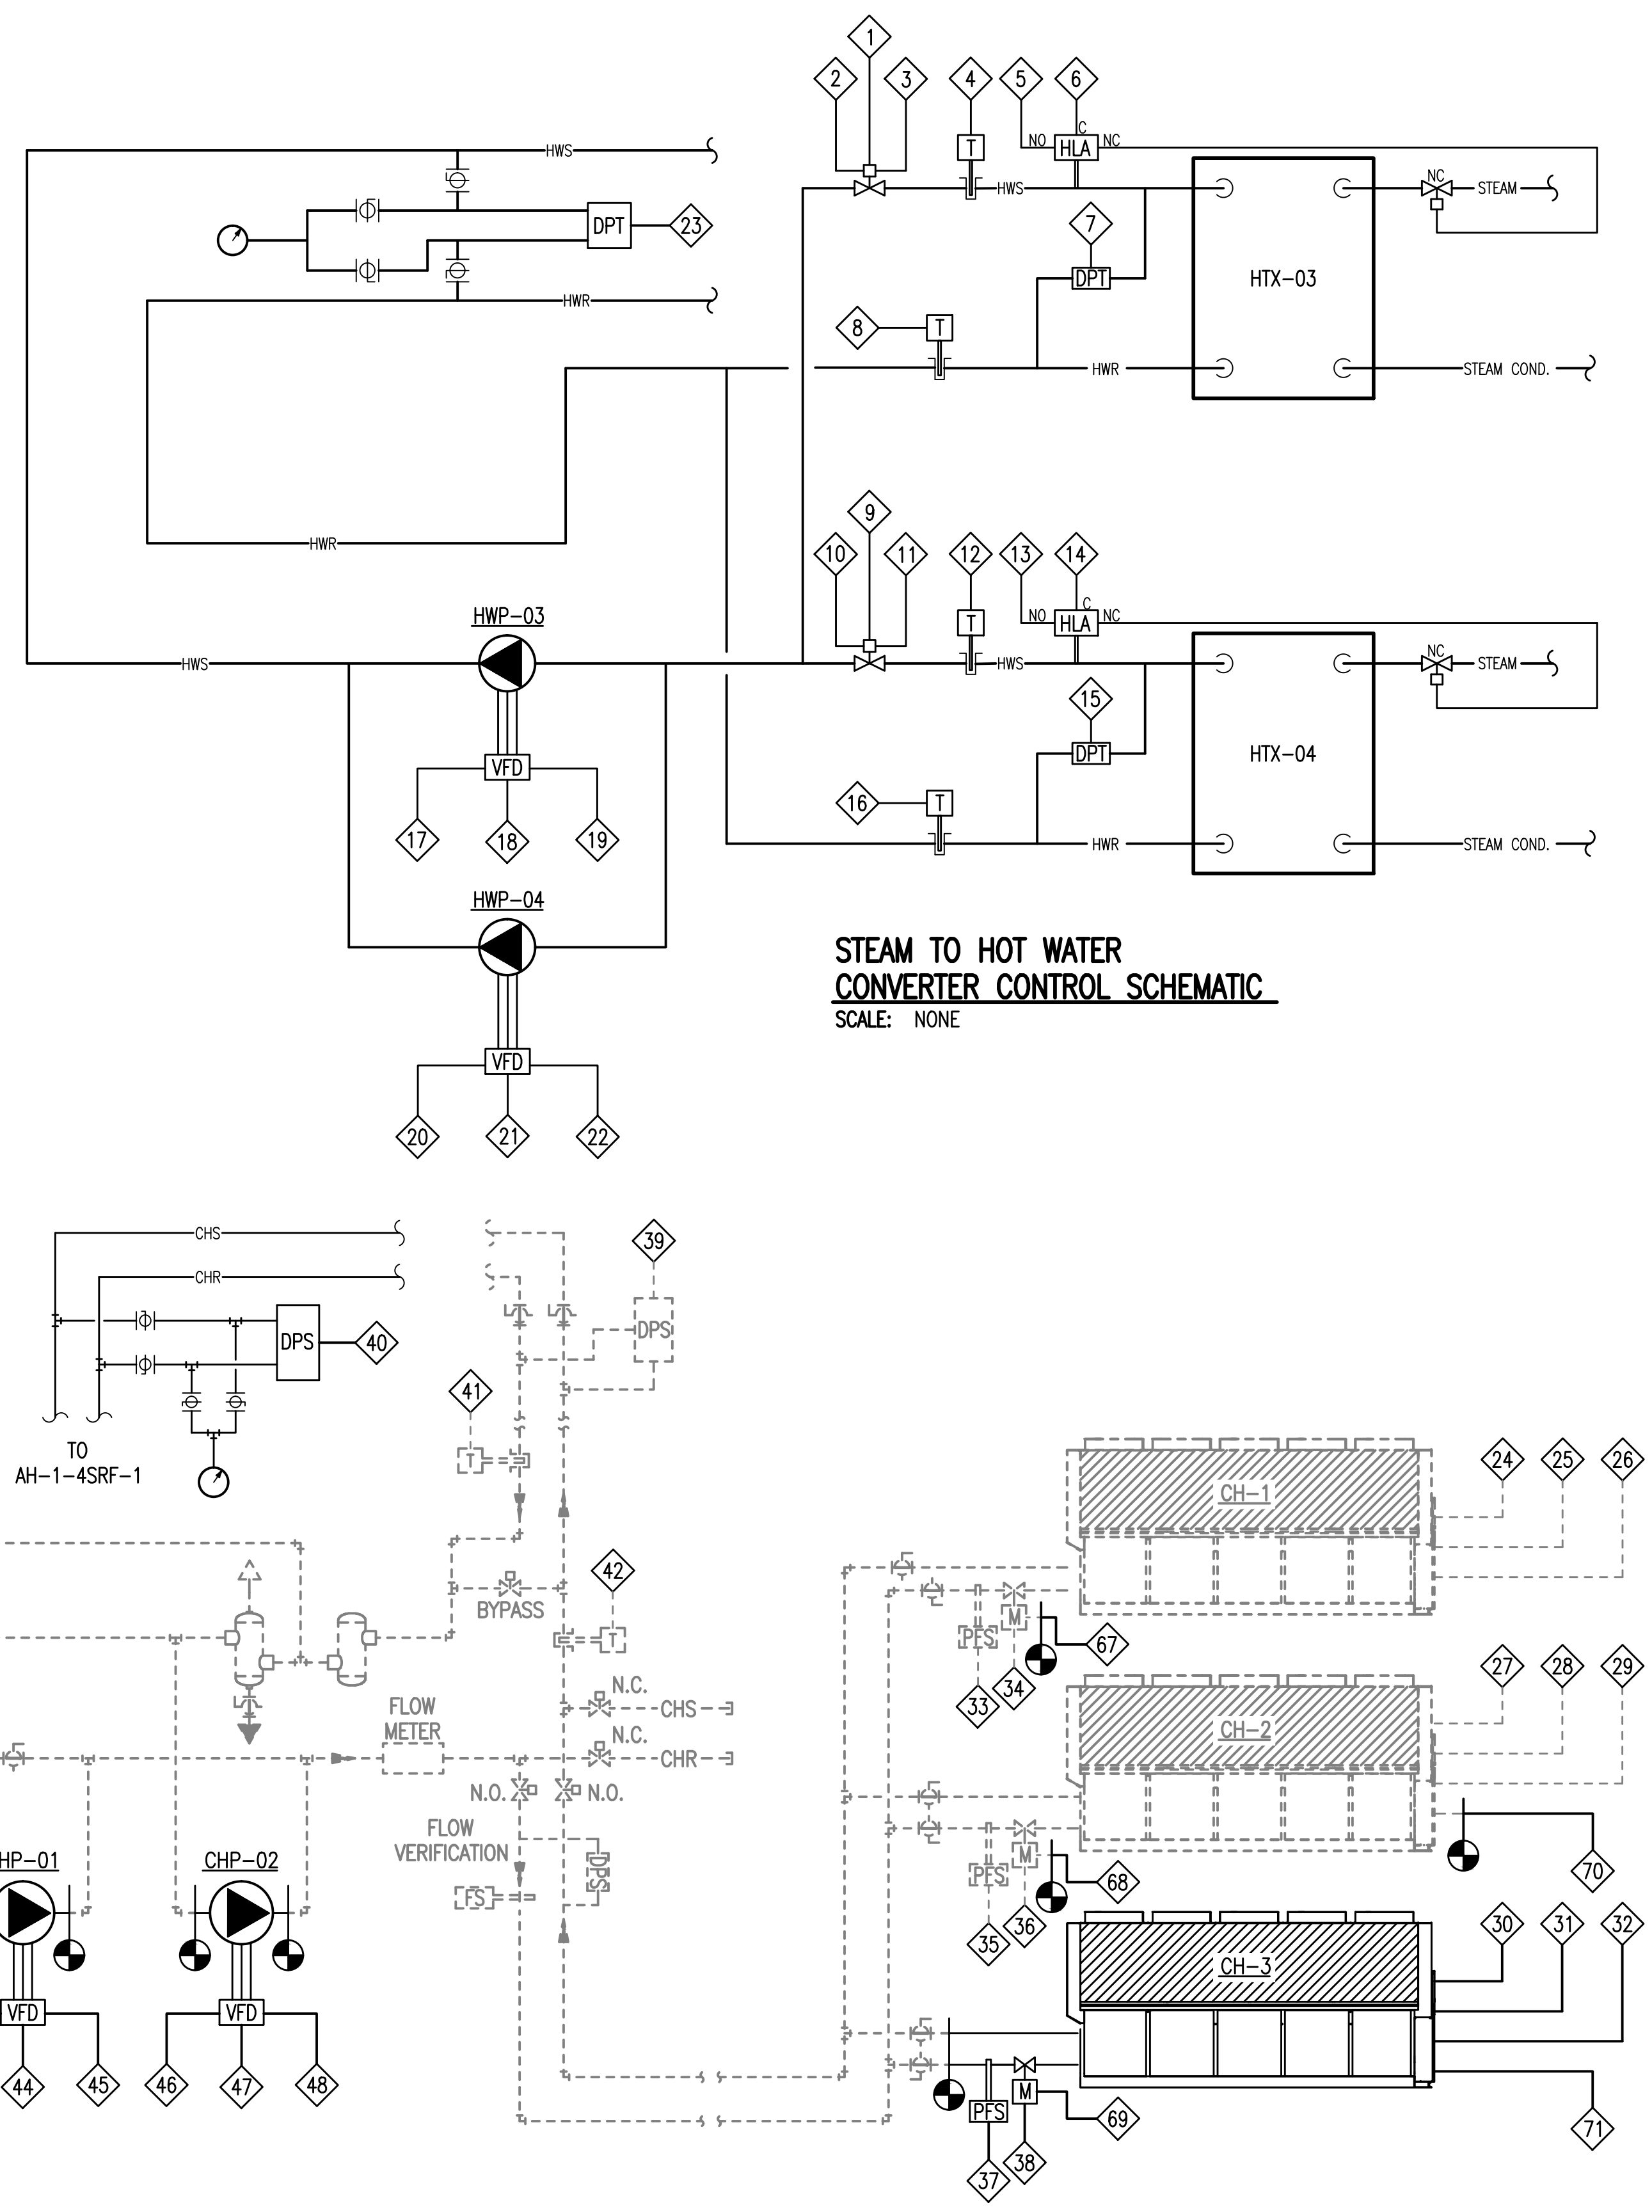 1
2
3
4
5
6
NO
C
NC
HLA
T
HWS
HWS
NC
STEAM
DPT
23
7
DPT
HTX-03
HWR
8
T
HWR
STEAM COND.
HWR
9
10
11
12
13
14
NO
C
NC
HLA
T
HWP-03
HWS
HWS
NC
STEAM
15
DPT
HTX-04
VFD
16
T
17
18
19
HWR
STEAM COND.
HWP-04
STEAM TO HOT WATER
CONVERTER CONTROL SCHEMATIC
SCALE: NONE
VFD
20
21
22
CHS
39
CHR
DPS
DPS
40
41
TO
AH-1-4SRF-1
T
24
25
26
CH-1
42
BYPASS
T
M
PFS
67
33
34
N.C.
CHS
27
28
29
FLOW
METER
N.C.
CHR
CH-2
N.O.
N.O.
FLOW
VERIFICATION
DPS
FS
M
PFS
68
70
35
36
HP-01
CHP-02
30
31
32
CH-3
VFD
VFD
44
45
46
47
48
M
PFS
69
71
37
38